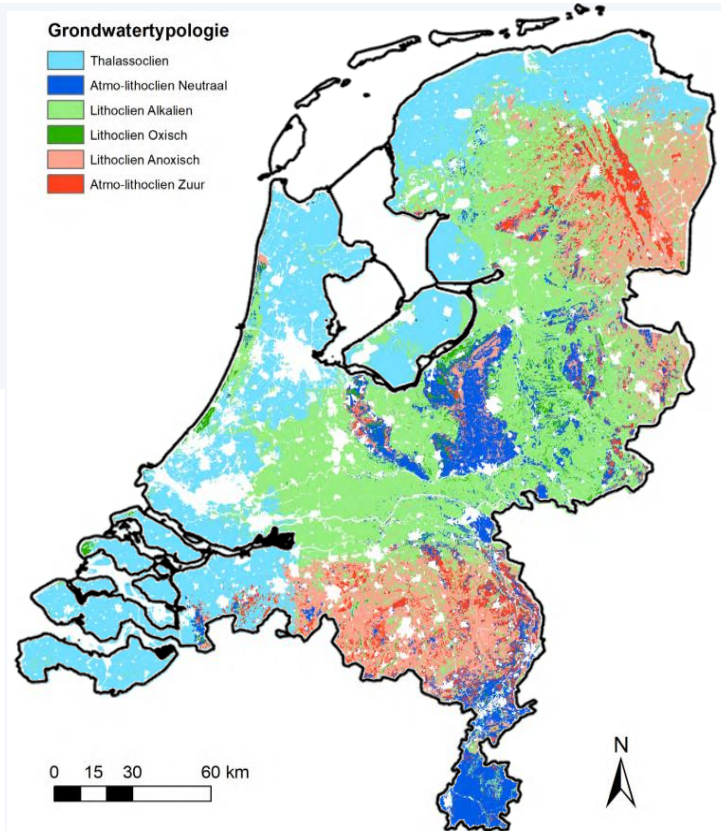 Grondwatertypologie
Thalassoclien
Atmo-lithoclien Neutraal
Lithoclien Alkalien
Lithoclien Oxisch
Lithoclien Anoxisch
Atmo-lithoclien Zuur
0 15 30 60 km
N